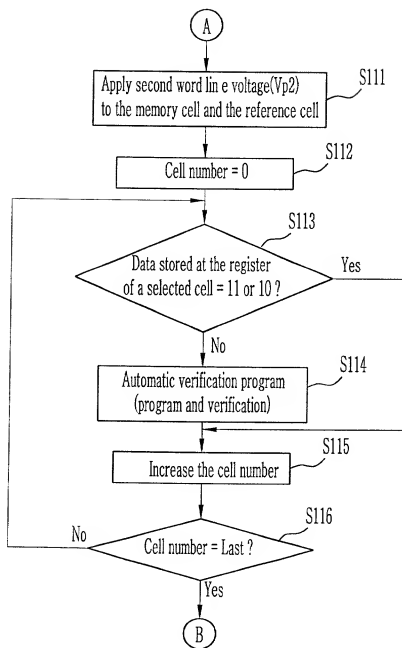 A
Apply second word lin e voltage(Vp2)
to the memory cell and the reference cell
S111
Cell number = 0
S112
S113
Data stored at the register
of a selected cell = 11 or 10 ?
Yes
No
Automatic verification program
(program and verification)
S114
Increase the cell number
S115
Cell number = Last ?
S116
No
Yes
B